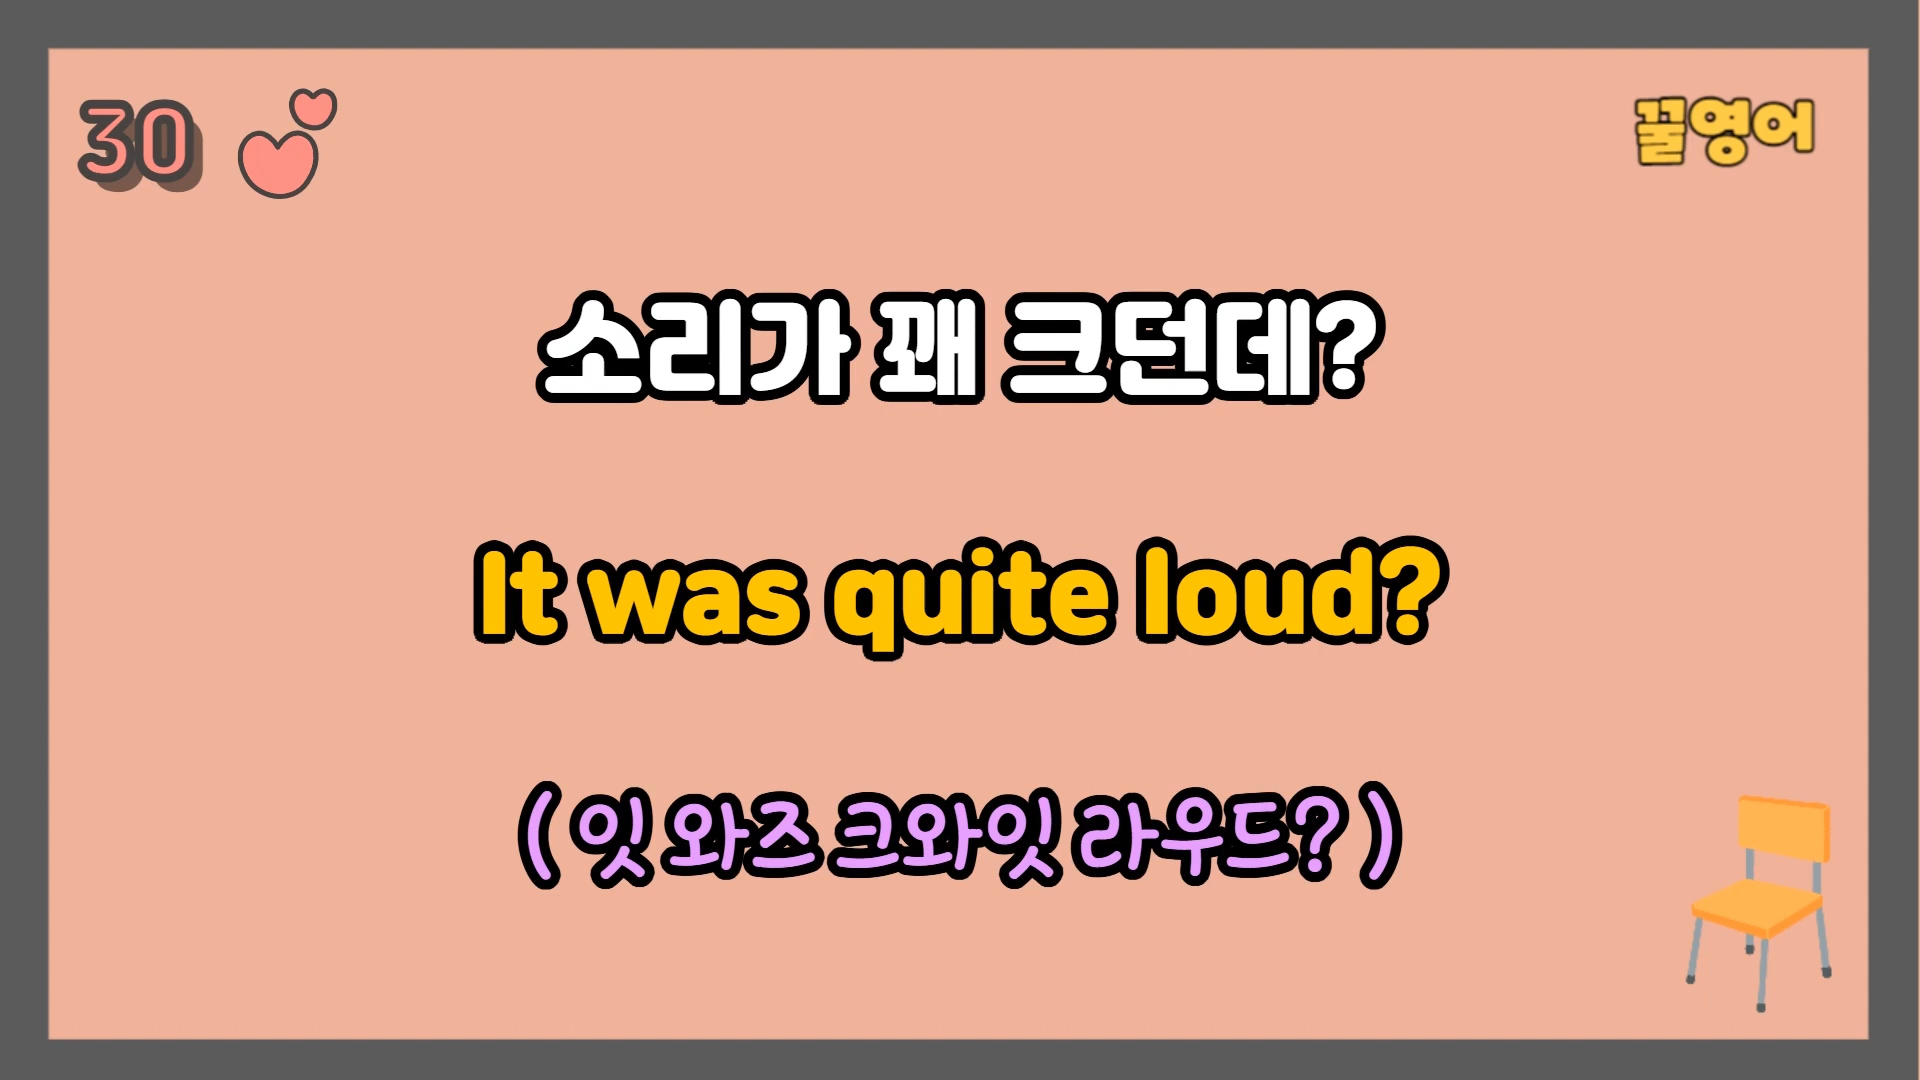 30
꿀영어
소리가 꽤 크던데?
It was quite loud?
( 잇 와즈 크와잇 라우드? )